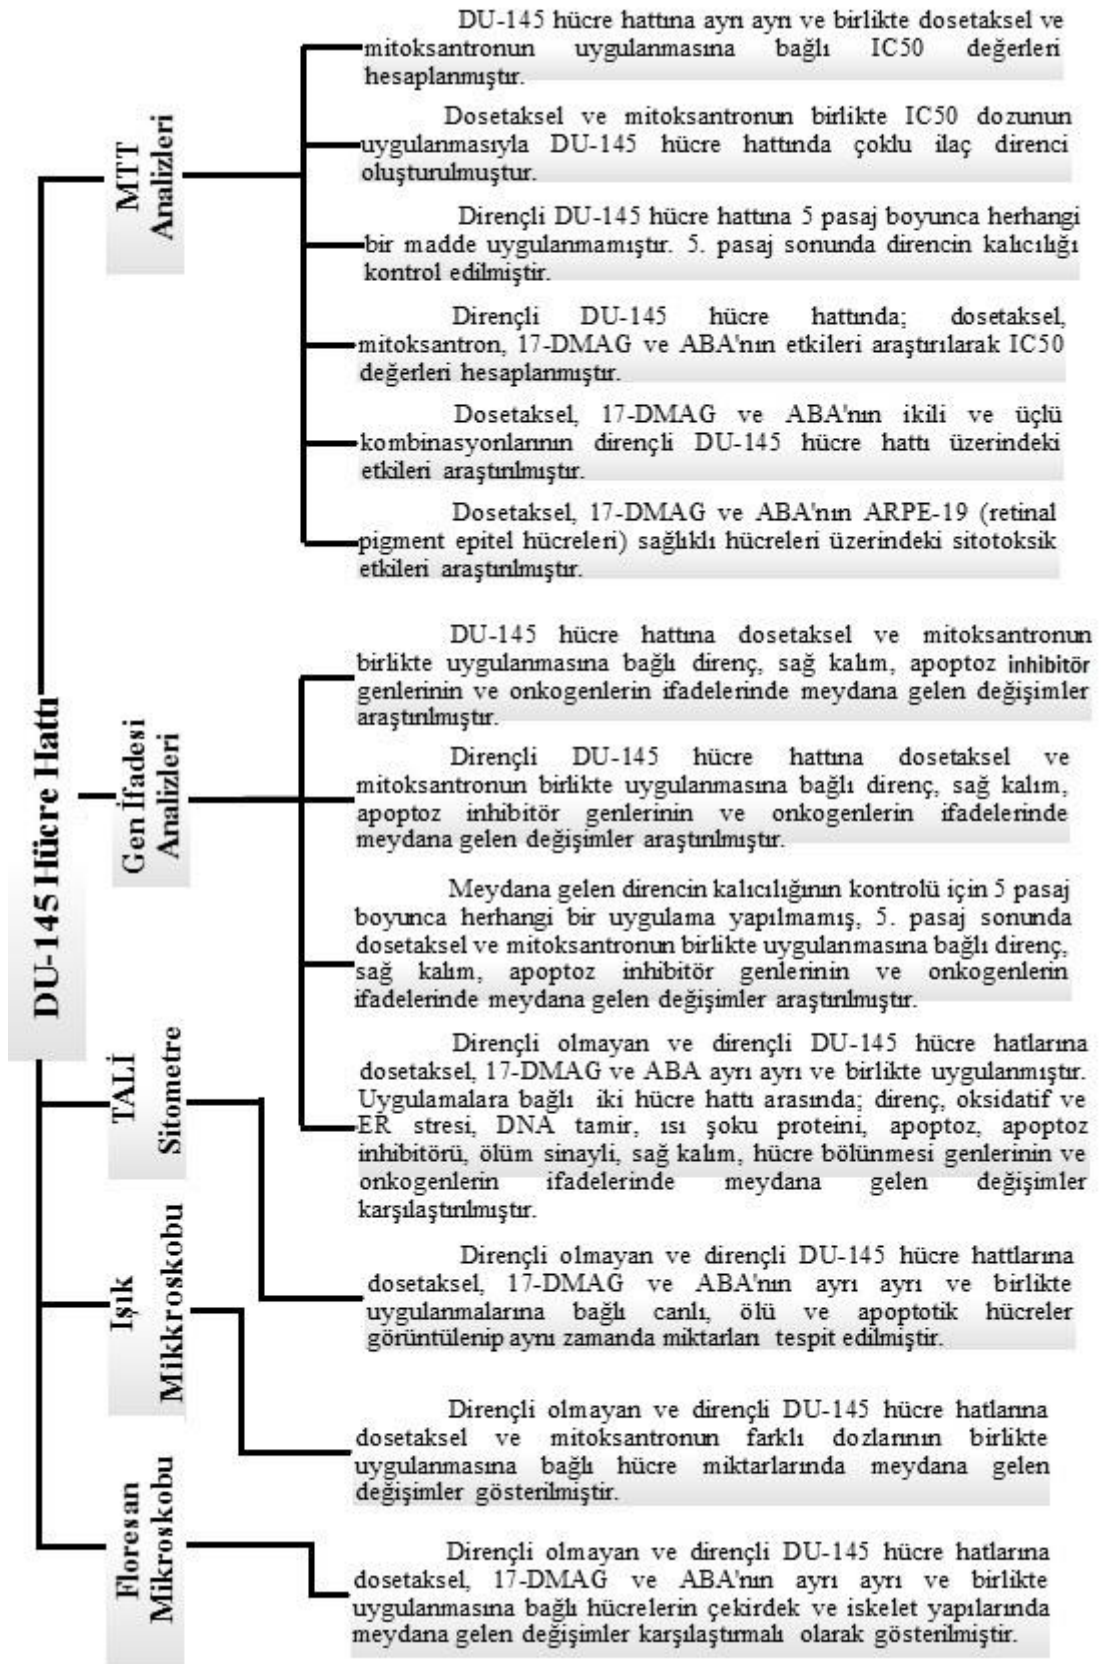 DU-145 Hücre Hattı
MTT
Analizleri
DU-145 hücre hattına ayrı ayrı ve birlikte dosetaksel ve
mitoksantronun uygulanmasına bağlı IC50 değerleri
hesaplanmıştır.
Dosetaksel ve mitoksantronun birlikte IC50 dozunun
uygulanmasıyla DU-145 hücre hattında çoklu ilaç direnci
oluşturulmuştur.
Dirençli DU-145 hücre hattına 5 pasaj boyunca herhangi
bir madde uygulanmamıştır. 5. pasaj sonunda direncin kalıcılığı
kontrol edilmiştir.
Dirençli DU-145 hücre hattında; dosetaksel,
mitoksantron, 17-DMAG ve ABA'nın etkileri araştırılarak IC50
değerleri hesaplanmıştır.
Dosetaksel, 17-DMAG ve ABA'nın ikili ve üçlü
kombinasyonlarının dirençli DU-145 hücre hattı üzerindeki
etkileri araştırılmıştır.
Dosetaksel, 17-DMAG ve ABA'nın ARPE-19 (retinal
pigment epitel hücreleri) sağlıklı hücreleri üzerindeki sitotoksik
etkileri araştırılmıştır.
Gen İfadesi
Analizleri
DU-145 hücre hattına dosetaksel ve mitoksantronun
birlikte uygulanmasına bağlı direnç, sağ kalım, apoptoz inhibitör
genlerinin ve onkogenlerin ifadelerinde meydana gelen değişimler
araştırılmıştır.
Dirençli DU-145 hücre hattına dosetaksel ve
mitoksantronun birlikte uygulanmasına bağlı direnç, sağ kalım,
apoptoz inhibitör genlerinin ve onkogenlerin ifadelerinde
meydana gelen değişimler araştırılmıştır.
Meydana gelen direncin kalıcılığının kontrolü için 5 pasaj
boyunca herhangi bir uygulama yapılmamış, 5. pasaj sonunda
dosetaksel ve mitoksantronun birlikte uygulanmasına bağlı direnç,
sağ kalım, apoptoz inhibitör genlerinin ve onkogenlerin
ifadelerinde meydana gelen değişimler araştırılmıştır.
Dirençli olmayan ve dirençli DU-145 hücre hatlarına
dosetaksel, 17-DMAG ve ABA ayrı ayrı ve birlikte uygulanmıştır.
Uygulamalara bağlı iki hücre hattı arasında; direnç, oksidatif ve
ER stresi, DNA tamir, ısı şoku proteini, apoptoz, apoptoz
inhibitörü, ölüm sinayli, sağ kalım, hücre bölünmesi genlerinin ve
onkogenlerin ifadelerinde meydana gelen değişimler
karşılaştırılmıştır.
TALİ
Sitometre
Dirençli olmayan ve dirençli DU-145 hücre hattlarına
dosetaksel, 17-DMAG ve ABA'nın ayrı ayrı ve birlikte
uygulanmalarına bağlı canlı, ölü ve apoptotik hücreler
görüntülenip aynı zamanda miktarları tespit edilmiştir.
Işık
Mikkroskobu
Dirençli olmayan ve dirençli DU-145 hücre hatlarına
dosetaksel ve mitoksantronun farklı dozlarının birlikte
uygulanmasına bağlı hücre miktarlarında meydana gelen
değişimler gösterilmiştir.
Floresan
Mikroskobu
Dirençli olmayan ve dirençli DU-145 hücre hatlarına
dosetaksel, 17-DMAG ve ABA'nın ayrı ayrı ve birlikte
uygulanmasına bağlı hücrelerin çekirdek ve iskelet yapılarında
meydana gelen değişimler karşılaştırmalı olarak gösterilmiştir.